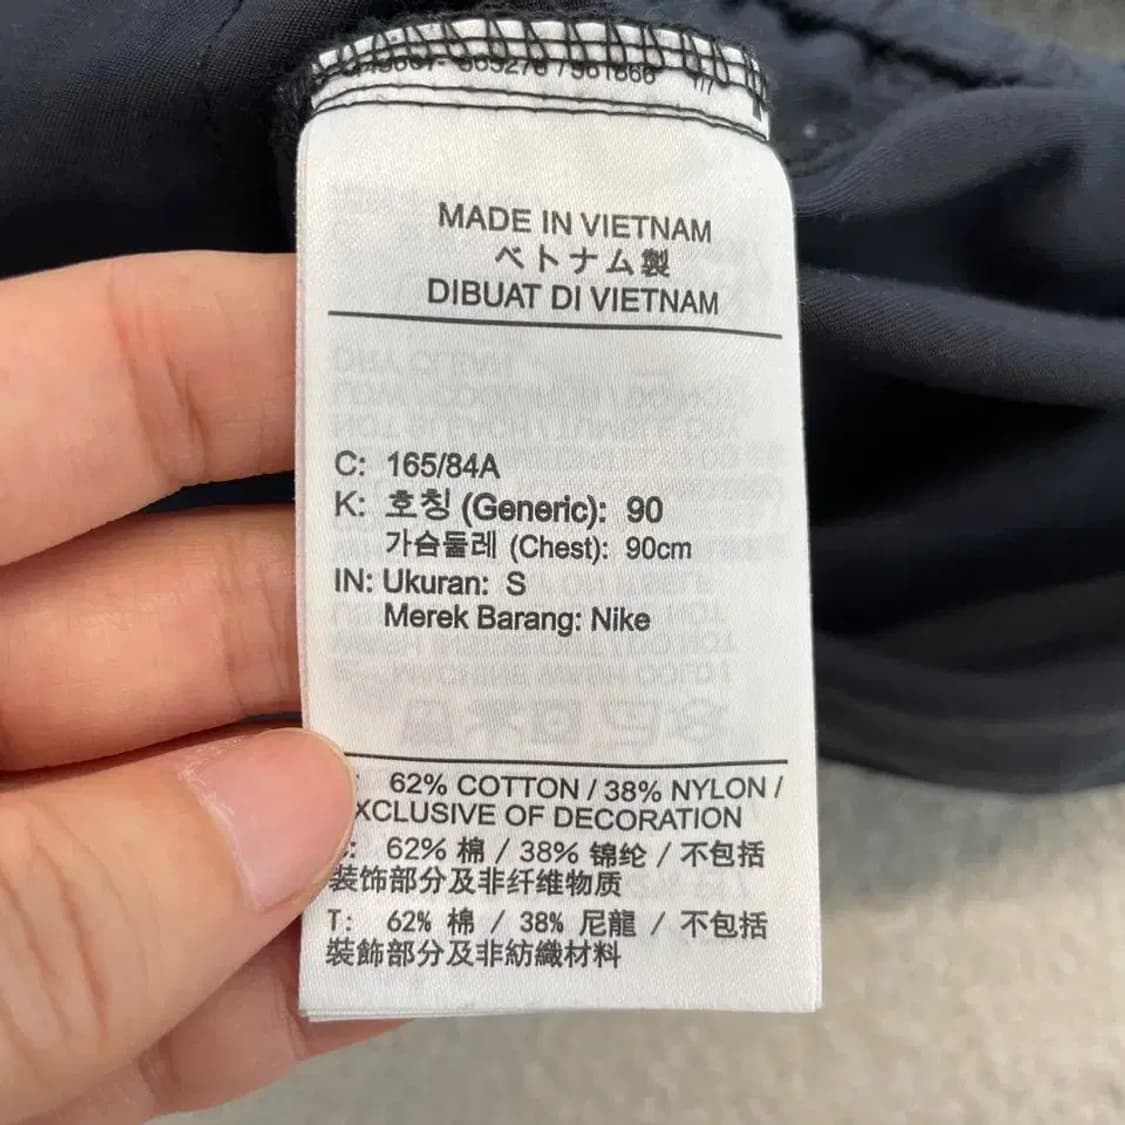 MADE IN VIETNAM
ベトナム製
DIBUAT DI VIETNAM
C: 165/84A
K: 호칭 (Generic): 90
가슴둘레 (Chest): 90cm
IN: Ukuran: S
Merek Barang: Nike
62% COTTON / 38% NYLON /
XCLUSIVE OF DECORATION
62% 棉 / 38% 锦纶 / 不包括
装饰部分及非纤维物质
T: 62% 棉 / 38% 尼龍 / 不包括
裝飾部分及非紡織材料